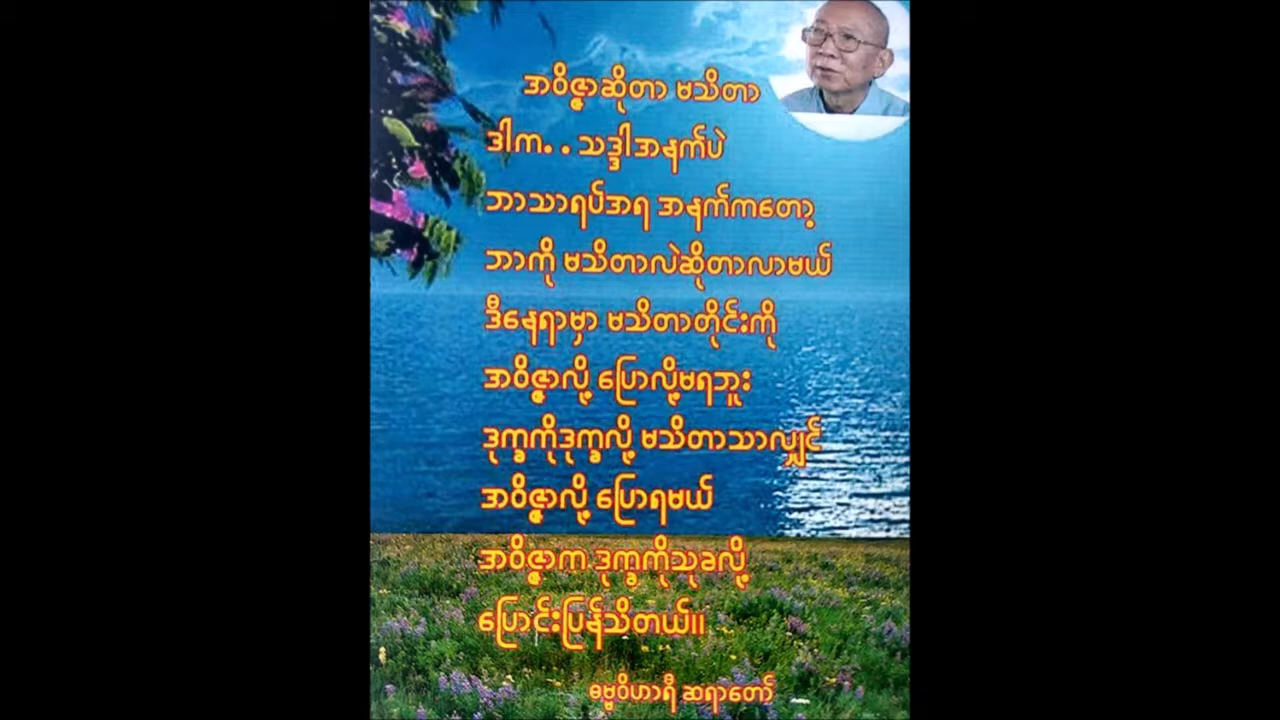 အဝိဇ္ဇာဆိုတာ မသိတာ
ဒါက. . သဒ္ဒါအနက်ပဲ
ဘာသာရပ်အရ အနက်ကတော့
ဘာကို မသိတာလဲဆိုတာလာမယ်
ဒီနေရာမှာ မသိတာတိုင်းကို
အဝိဇ္ဇာလို့ ပြောလို့မရဘူး
ဒုက္ခကိုဒုက္ခလို့ မသိတာသာလျှင်
အဝိဇ္ဇာလို့ ပြောရမယ်
အဝိဇ္ဇာက ဒုက္ခကိုသုခလို့
ပြောင်းပြန်သိတယ်။
ဓမ္မဝိဟာရီ ဆရာတော်